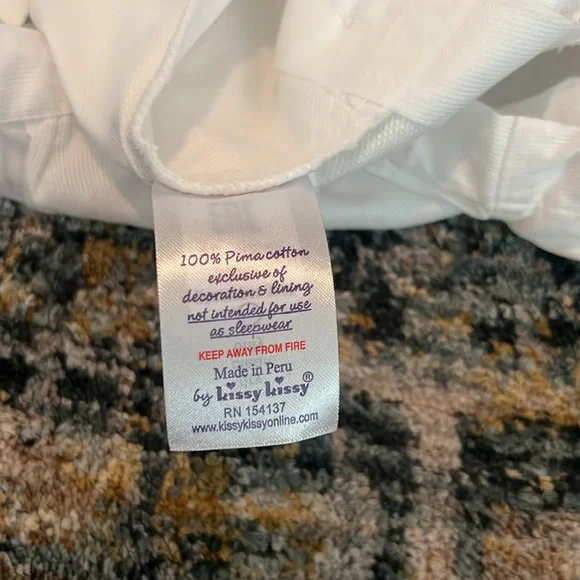 100% Pima cotton
exclusive of
decoration & lining
not intended for use
as sleepwear
KEEP AWAY FROM FIRE
Made in Peru
by kissy kissy®
RN 154137
www.kissykissyonline.com